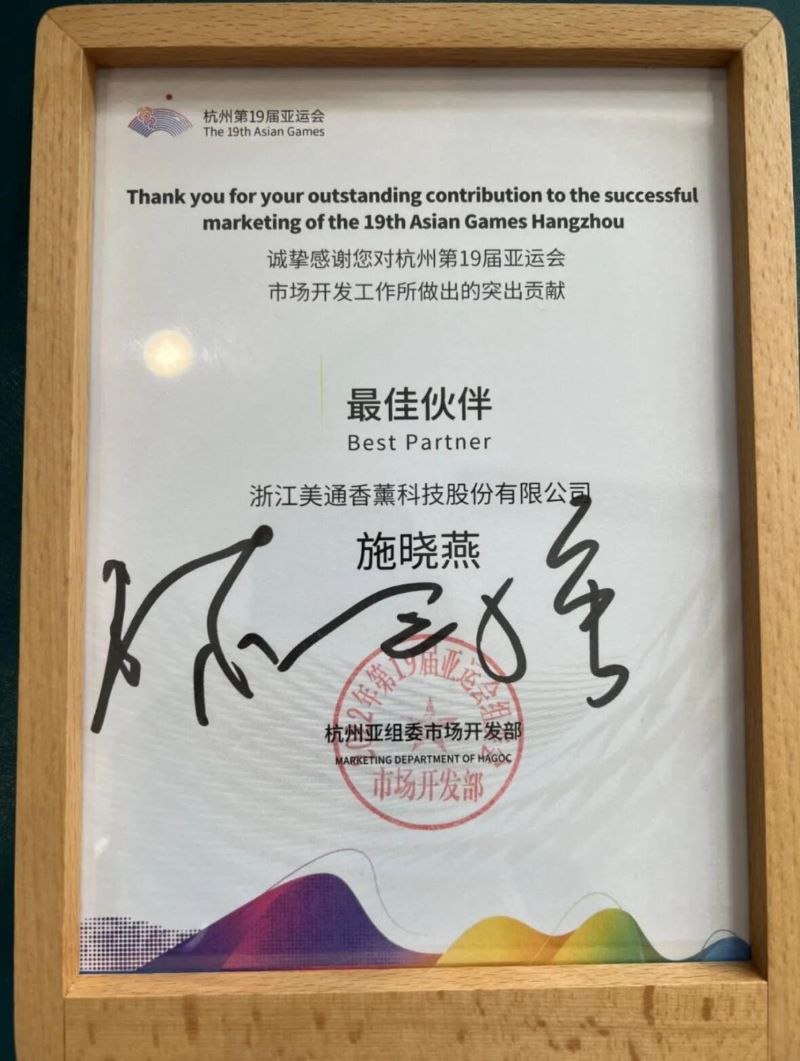 杭州第19届亚运会
The 19th Asian Games
Thank you for your outstanding contribution to the successful
marketing of the 19th Asian Games Hangzhou
诚挚感谢您对杭州第19届亚运会
市场开发工作所做出的突出贡献
最佳伙伴
Best Partner
浙江美通香薰科技股份有限公司
施晓燕
杭州亚组委市场开发部
MARKETING DEPARTMENT OF HAGOC
市场开发部